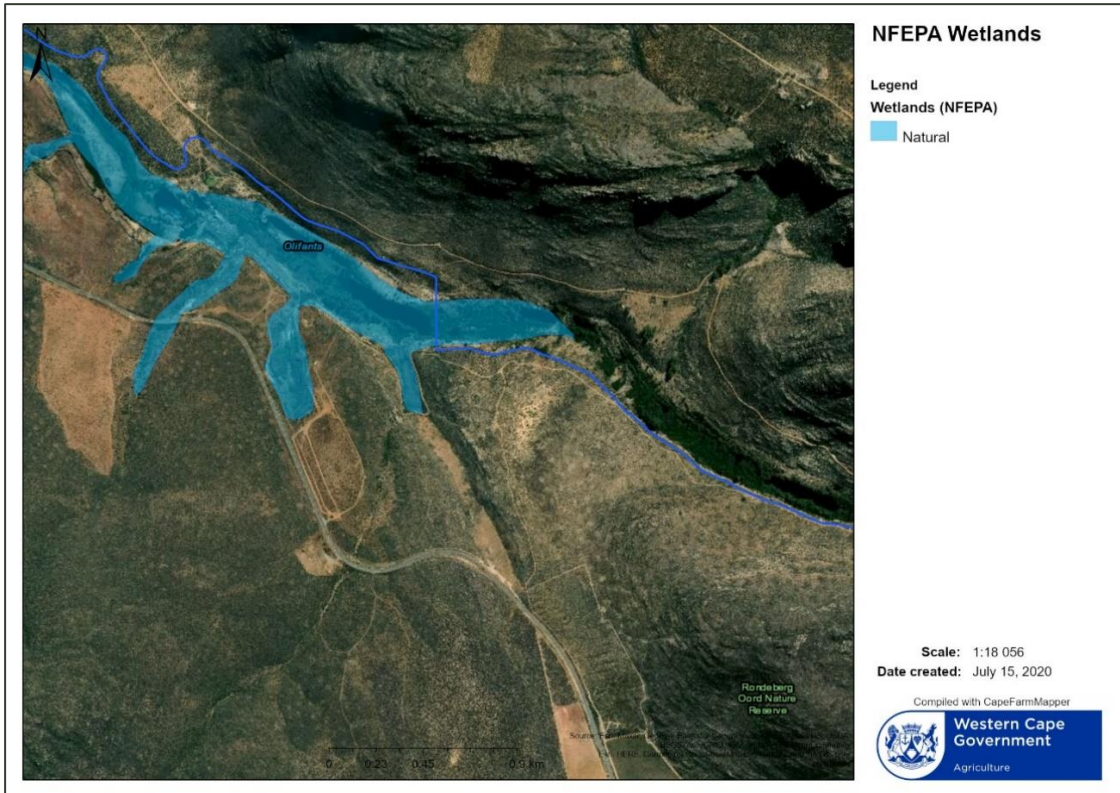 NFEPA Wetlands
Legend
Wetlands (NFEPA)
Natural
N
Olifants
Rondeberg
Oord Nature
Reserve
0 0.23 0.45 0.9 km
Scale: 1:18 056
Date created: July 15, 2020
Compiled with CapeFarmMapper
Western Cape
Government
Agriculture